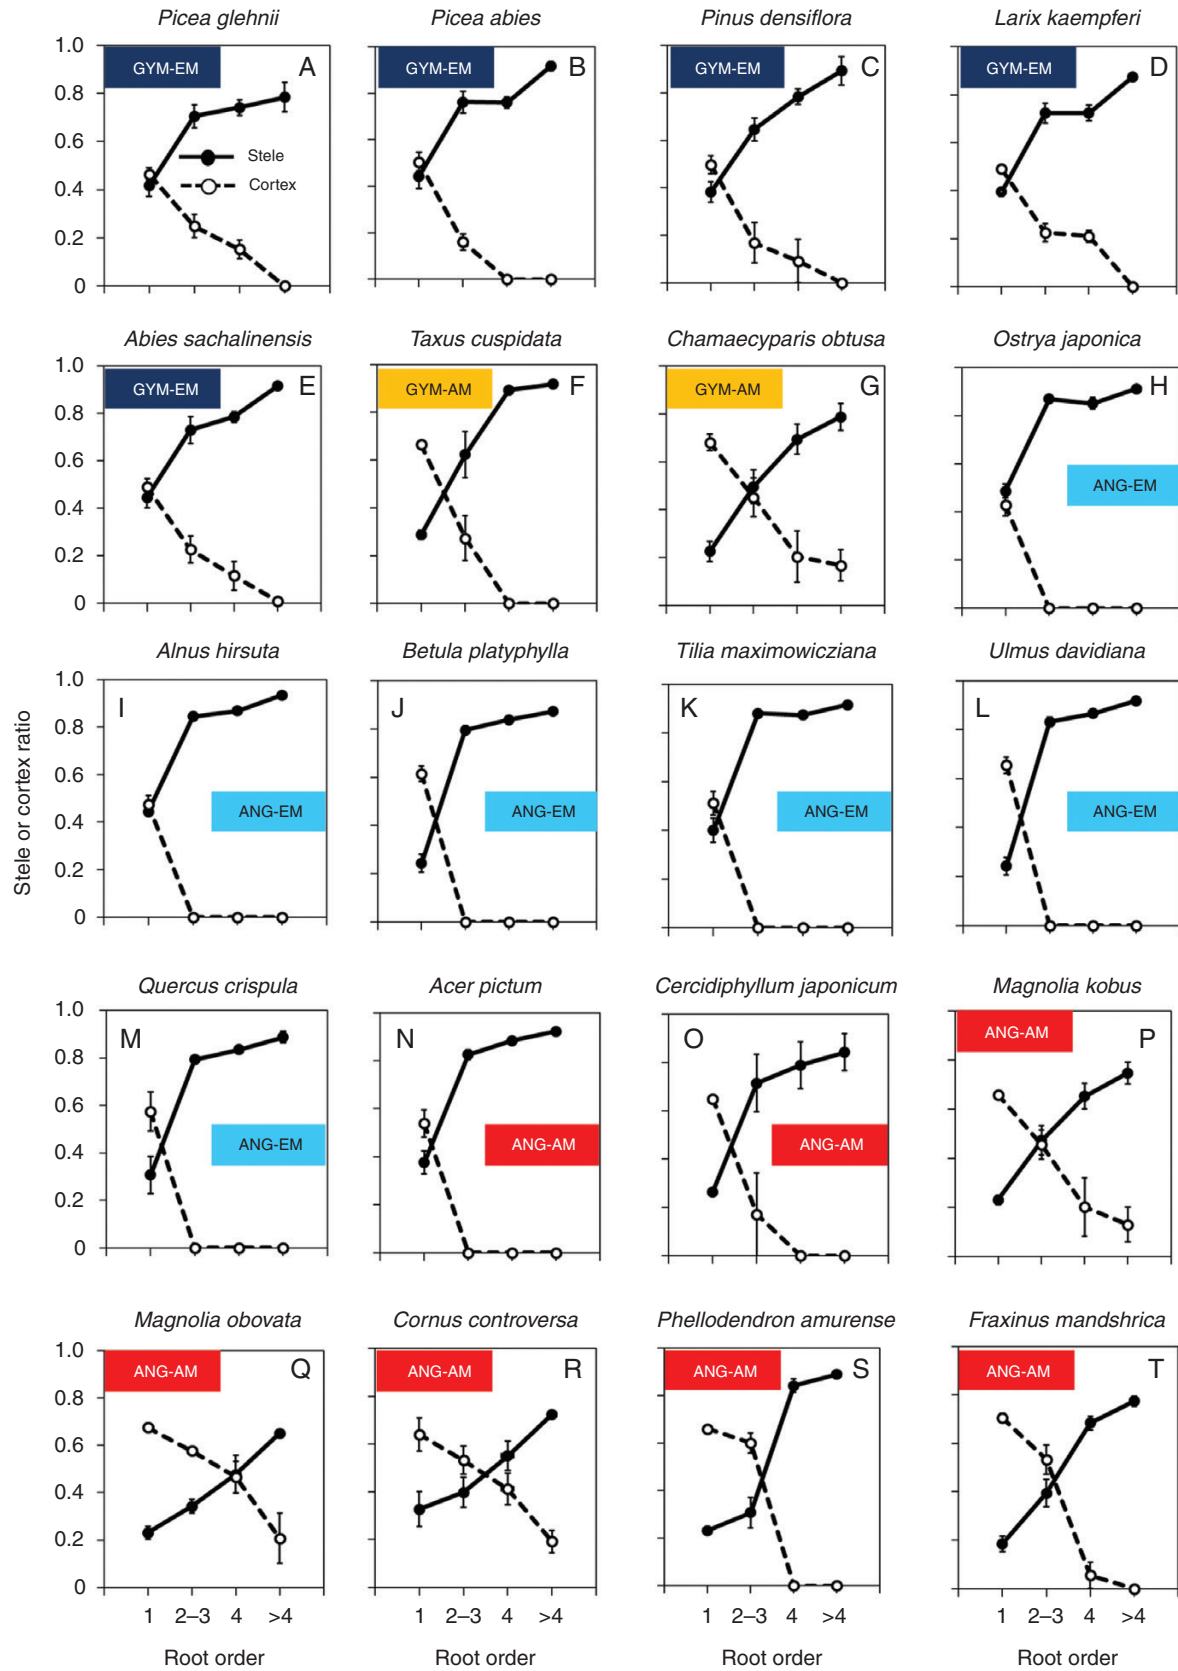 Picea glehnii Picea abies Pinus densiflora Larix kaempferi
1.0
GYM-EM A GYM-EM B GYM-EM C GYM-EM D
0.8
0.6
Stele
Cortex
0.4
0.2
0
Abies sachalinensis Taxus cuspidata Chamaecyparis obtusa Ostrya japonica
1.0
GYM-EM E GYM-AM F GYM-AM G H
0.8
0.6
ANG-EM
0.4
0.2
0
Alnus hirsuta Betula platyphylla Tilia maximowicziana Ulmus davidiana
1.0
I J K L
0.8
0.6
ANG-EM ANG-EM ANG-EM ANG-EM
0.4
0.2
0
Stele or cortex ratio
Quercus crispula Acer pictum Cercidiphyllum japonicum Magnolia kobus
1.0
M N O ANG-AM P
0.8
0.6
ANG-EM ANG-AM ANG-AM
0.4
0.2
0
Magnolia obovata Cornus controversa Phellodendron amurense Fraxinus mandshrica
1.0
ANG-AM Q ANG-AM R ANG-AM S ANG-AM T
0.8
0.6
0.4
0.2
0
1 2–3 4 >4 1 2–3 4 >4 1 2–3 4 >4 1 2–3 4 >4
Root order Root order Root order Root order